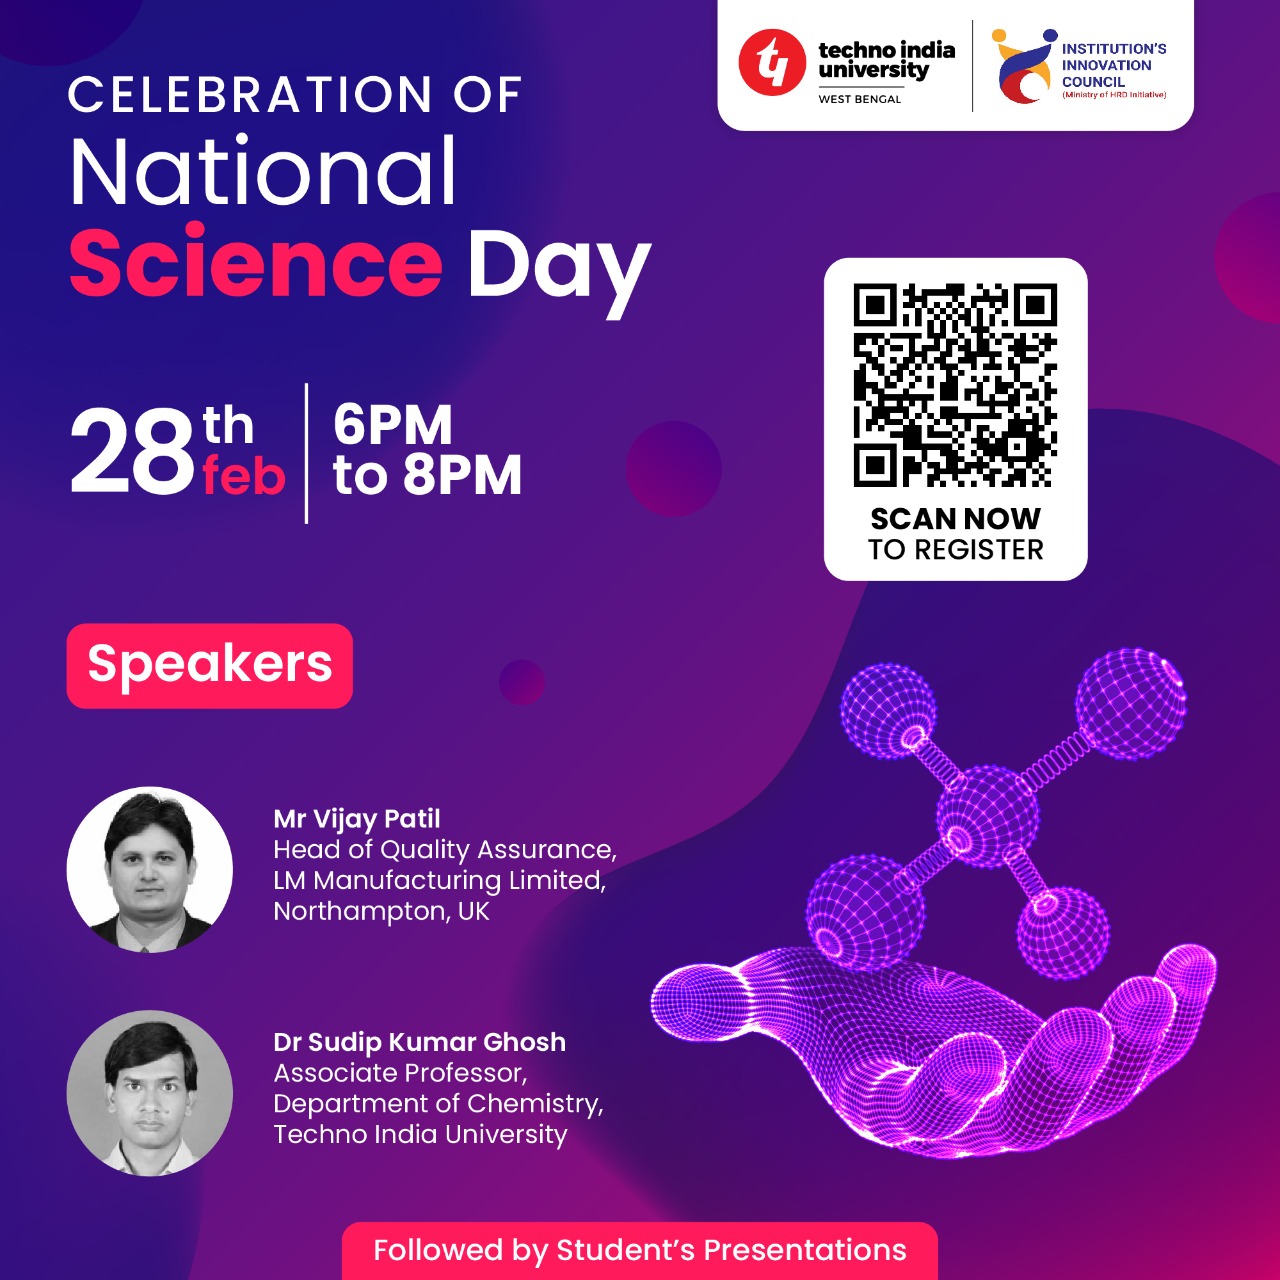 CELEBRATION OF
National
Science Day
techno india
university
WEST BENGAL
INSTITUTION'S
INNOVATION
COUNCIL
(Ministry of HRD Initiative)
28th feb
6PM
to 8PM
SCAN NOW
TO REGISTER
Speakers
Mr Vijay Patil
Head of Quality Assurance,
LM Manufacturing Limited,
Northampton, UK
Dr Sudip Kumar Ghosh
Associate Professor,
Department of Chemistry,
Techno India University
Followed by Student’s Presentations